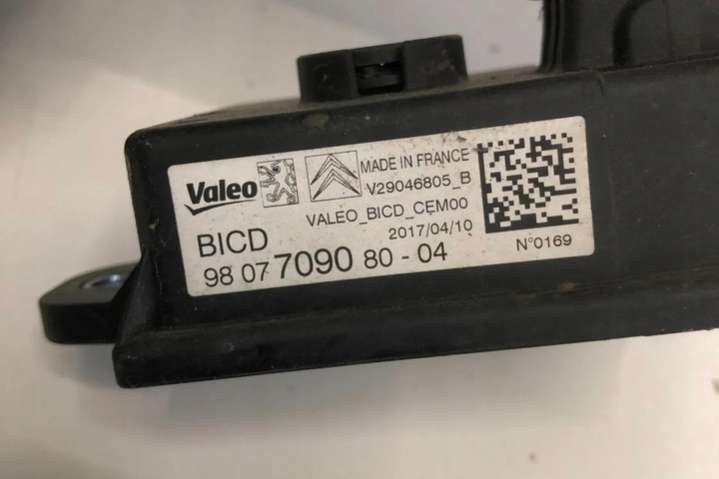 Valeo
MADE IN FRANCE
V29046805_B
VALEO_BICD_CEM00
2017/04/10
BICD
98 07 7090 80 - 04
N°0169